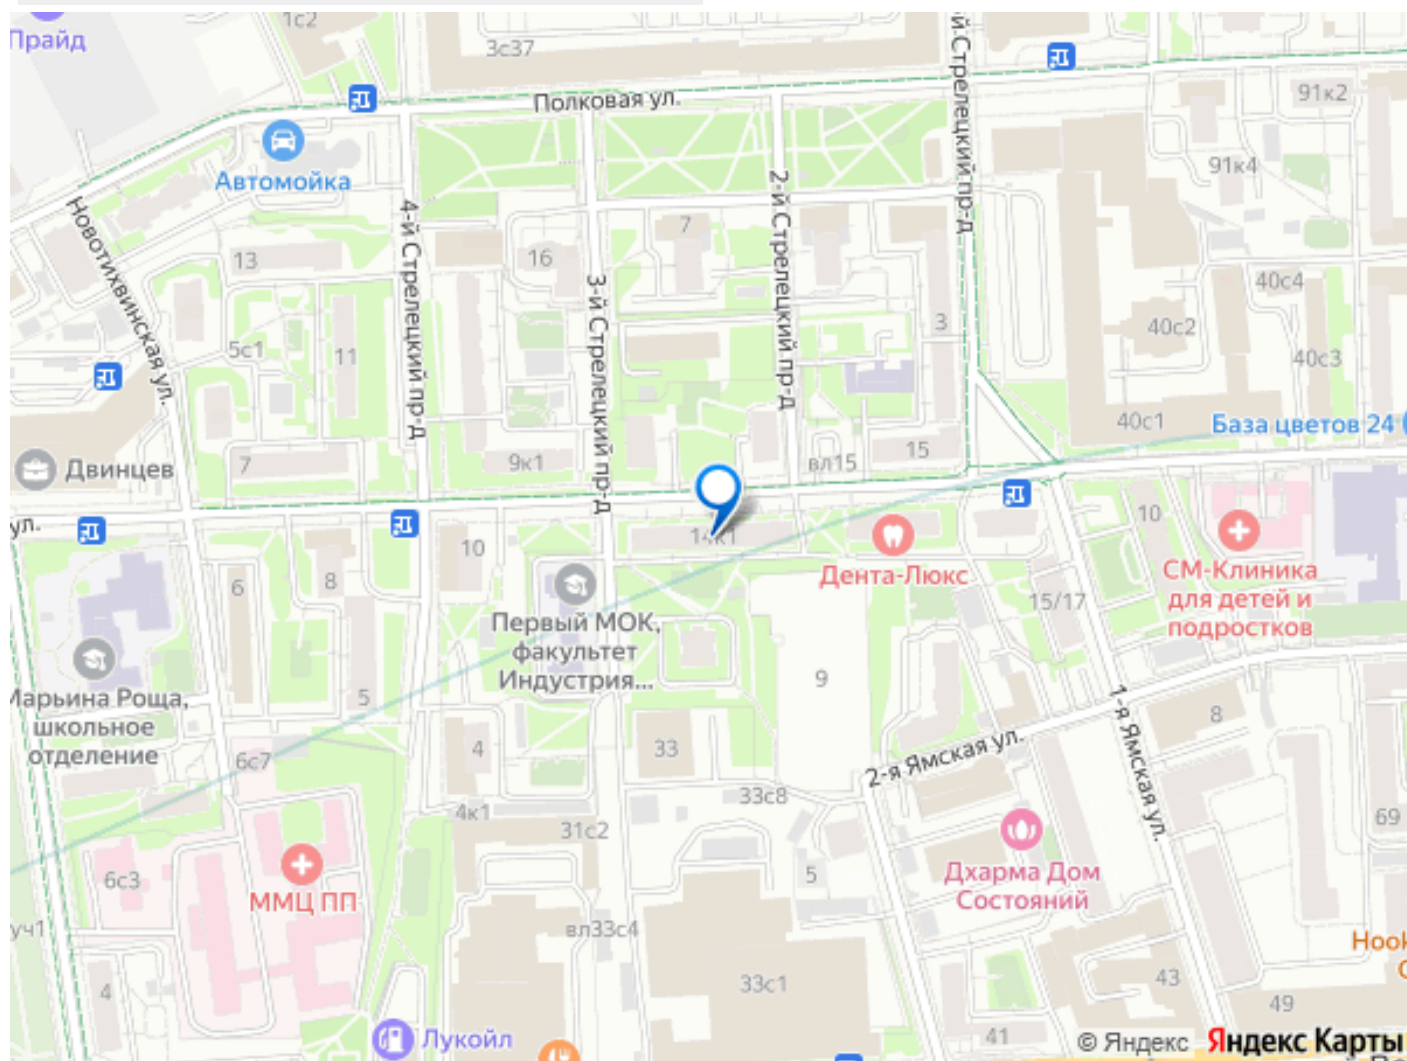 1с2
Прайд
3с37
Полковая ул.
91к2
Автомойка
91к4
Новотихвинская ул.
4-й Стрелецкий пр-д
3-й Стрелецкий пр-д
2-й Стрелецкий пр-д
-й Стрелецкий пр-д
7
16
13
40с4
5с1
11
3
40с2
40с3
40с1
База цветов 24
Двинцев
7
9к1
вл15
15
ул.
10
14к1
10
Дента-Люкс
СМ-Клиника
для детей и
подростков
6
8
15/17
Первый МОК,
факультет
Индустрия...
9
Марьина Роща,
школьное
отделение
5
4
33
8
6с7
2-я Ямская ул.
1-я Ямская ул.
33с8
4к1
31с2
69
5
6с3
ММЦ ПП
Дхарма Дом
Состояний
уч1
вл33с4
Hook
4
33с1
43
49
Лукойл
41
© Яндекс Яндекс Карты